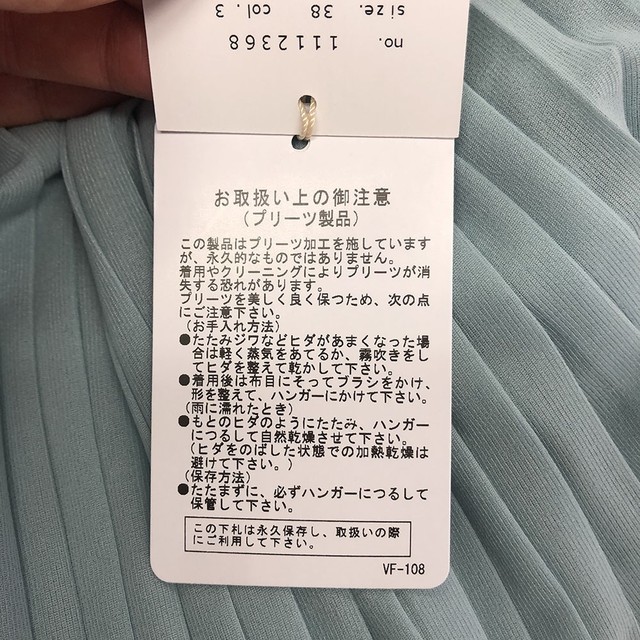 no. 1112368
size. 38 col. 3
お取扱い上の御注意
(プリーツ製品)
この製品はプリーツ加工を施しています
が、永久的なものではありません。
着用やクリーニングによりプリーツが消
失する恐れがあります。
プリーツを美しく良く保つため、次の点
にご注意下さい。
(お手入れ方法)
●たたみジワなどヒダがあまくなった場
合は軽く蒸気をあてるか、霧吹きをし
てヒダを整えて乾かして下さい。
●着用後は布目にそってブラシをかけ、
形を整えて、ハンガーにかけて下さい。
(雨に濡れたとき)
●もとのヒダのようにたたみ、ハンガー
につるして自然乾燥させて下さい。
(ヒダをのばした状態での加熱乾燥は
避けて下さい。)
(保存方法)
●たたまずに、必ずハンガーにつるして
保管して下さい。
この下札は永久保存し、取扱いの際
にご利用して下さい。
VF-108